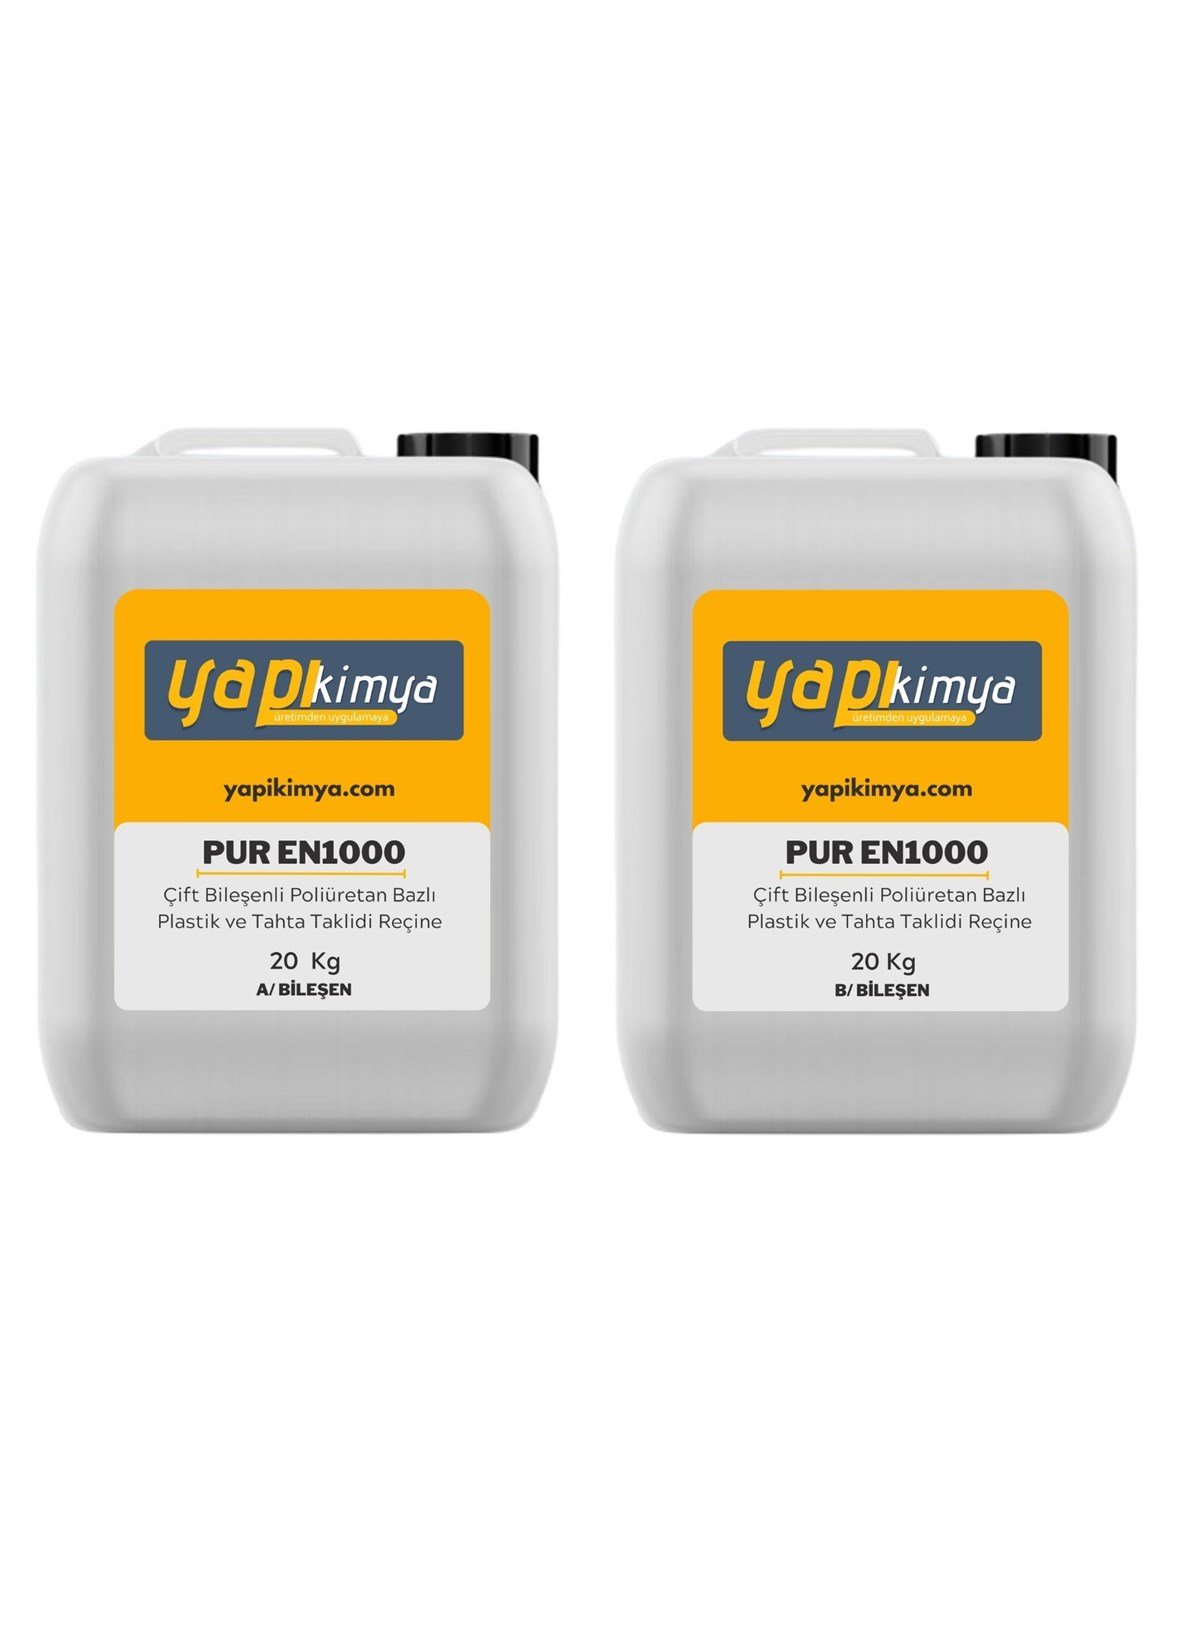 yapıkimya
üretimden uygulamaya
yapikimya.com
PUR EN1000
Çift Bileşenli Poliüretan Bazlı
Plastik ve Tahta Taklidi Reçine
20 Kg
A/ BİLEŞEN
yapıkimya
üretimden uygulamaya
yapikimya.com
PUR EN1000
Çift Bileşenli Poliüretan Bazlı
Plastik ve Tahta Taklidi Reçine
20 Kg
B/ BİLEŞEN